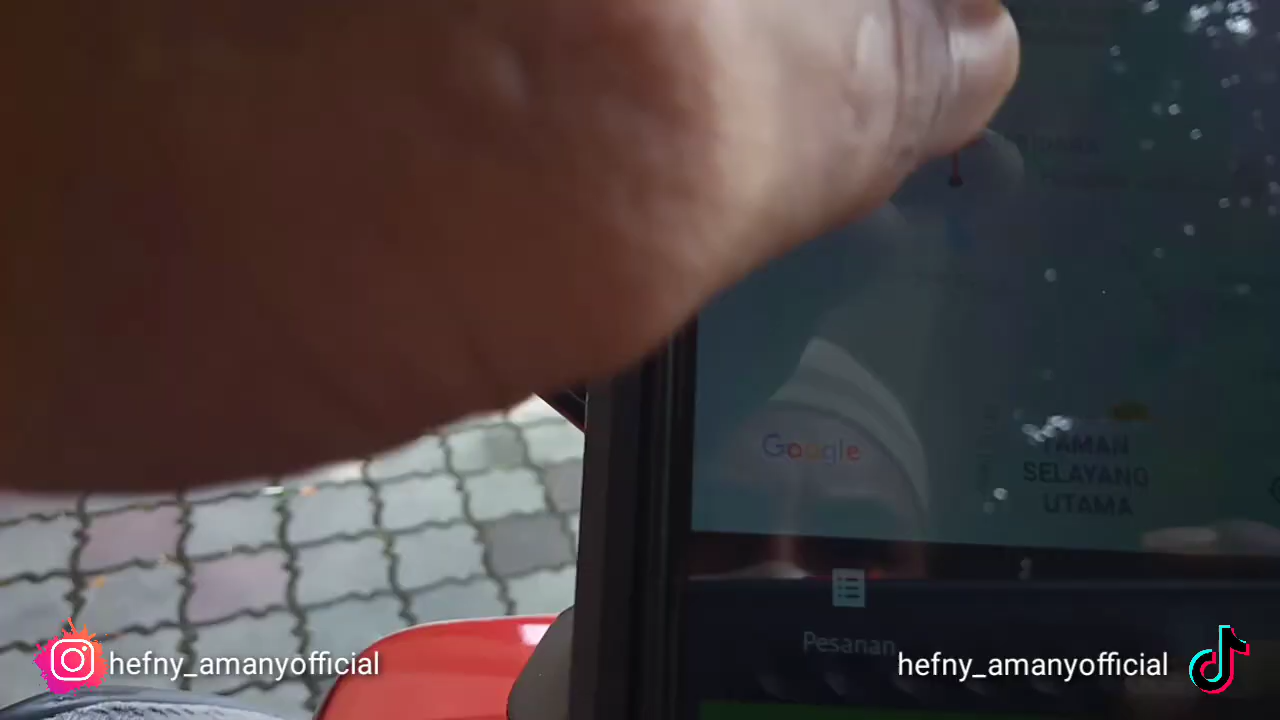 Google
TAMAN
SELAYANG
UTAMA
Pesanan
hefny_amanyofficial
hefny_amanyofficial